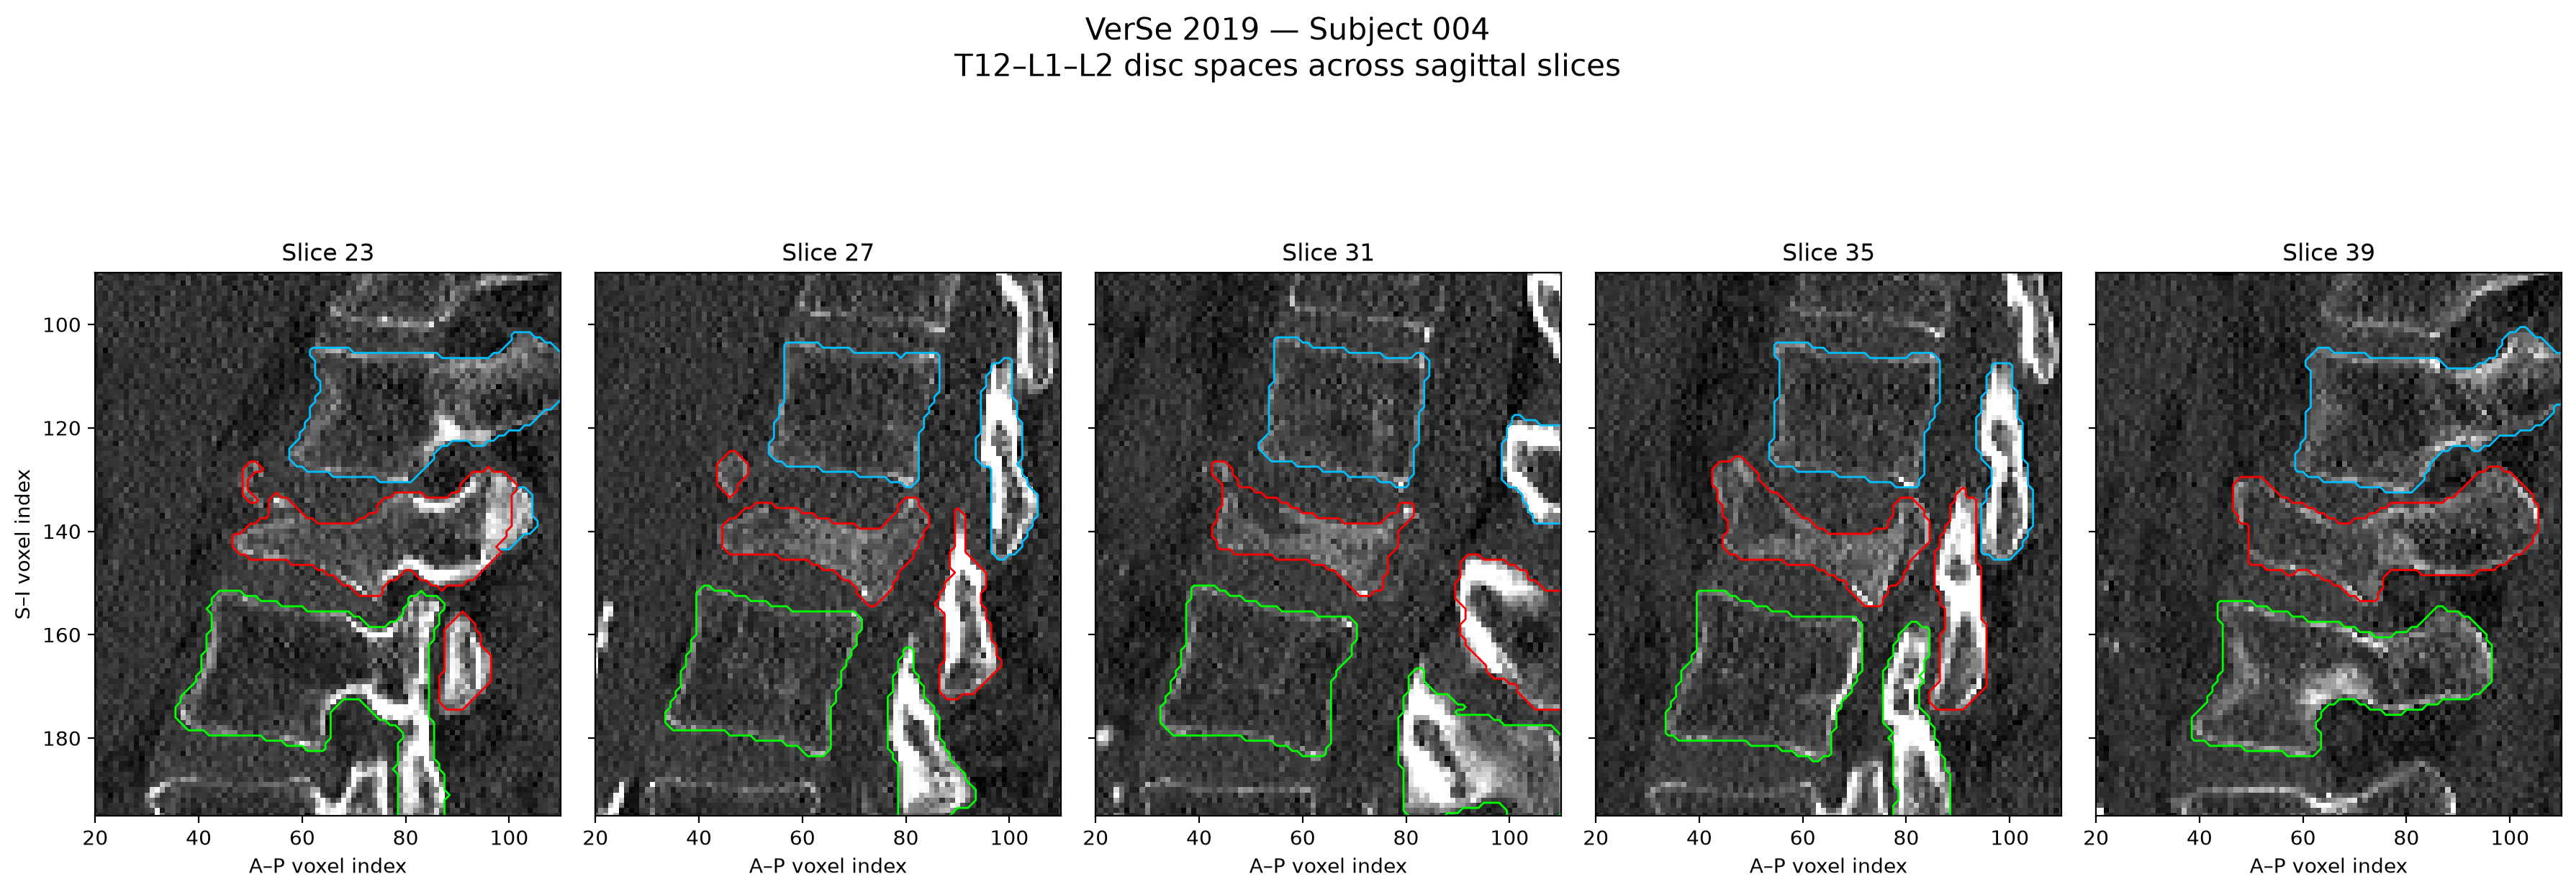 VerSe 2019 — Subject 004
T12–L1–L2 disc spaces across sagittal slices
Slice 23
Slice 27
Slice 31
Slice 35
Slice 39
S–I voxel index
100
120
140
160
180
20 40 60 80 100
20 40 60 80 100
20 40 60 80 100
20 40 60 80 100
20 40 60 80 100
A–P voxel index
A–P voxel index
A–P voxel index
A–P voxel index
A–P voxel index